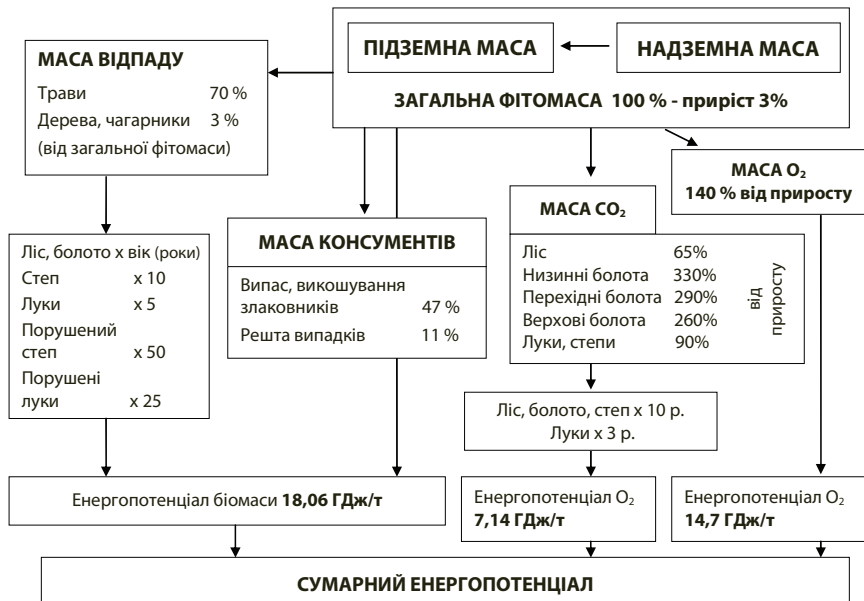 ПІДЗЕМНА МАСА
НАДЗЕМНА МАСА
ЗАГАЛЬНА ФІТОМАСА 100 % - приріст 3%
МАСА ВІДПАДУ
Трави 70 %
Дерева, чагарники 3 %
(від загальної фітомаси)
МАСА О₂
140 % від приросту
МАСА СО₂
Ліс 65%
Низинні болота 330%
Перехідні болота 290%
Верхові болота 260%
Луки, степи 90%
від
приросту
МАСА КОНСУМЕНТІВ
Випас, викошування
злаковників 47 %
Решта випадків 11 %
Ліс, болото х вік (роки)
Степ х 10
Луки х 5
Порушений
степ х 50
Порушені
луки х 25
Ліс, болото, степ х 10 р.
Луки х 3 р.
Енергопотенціал біомаси 18,06 ГДж/т
Енергопотенціал О₂
7,14 ГДж/т
Енергопотенціал О₂
14,7 ГДж/т
СУМАРНИЙ ЕНЕРГОПОТЕНЦІАЛ